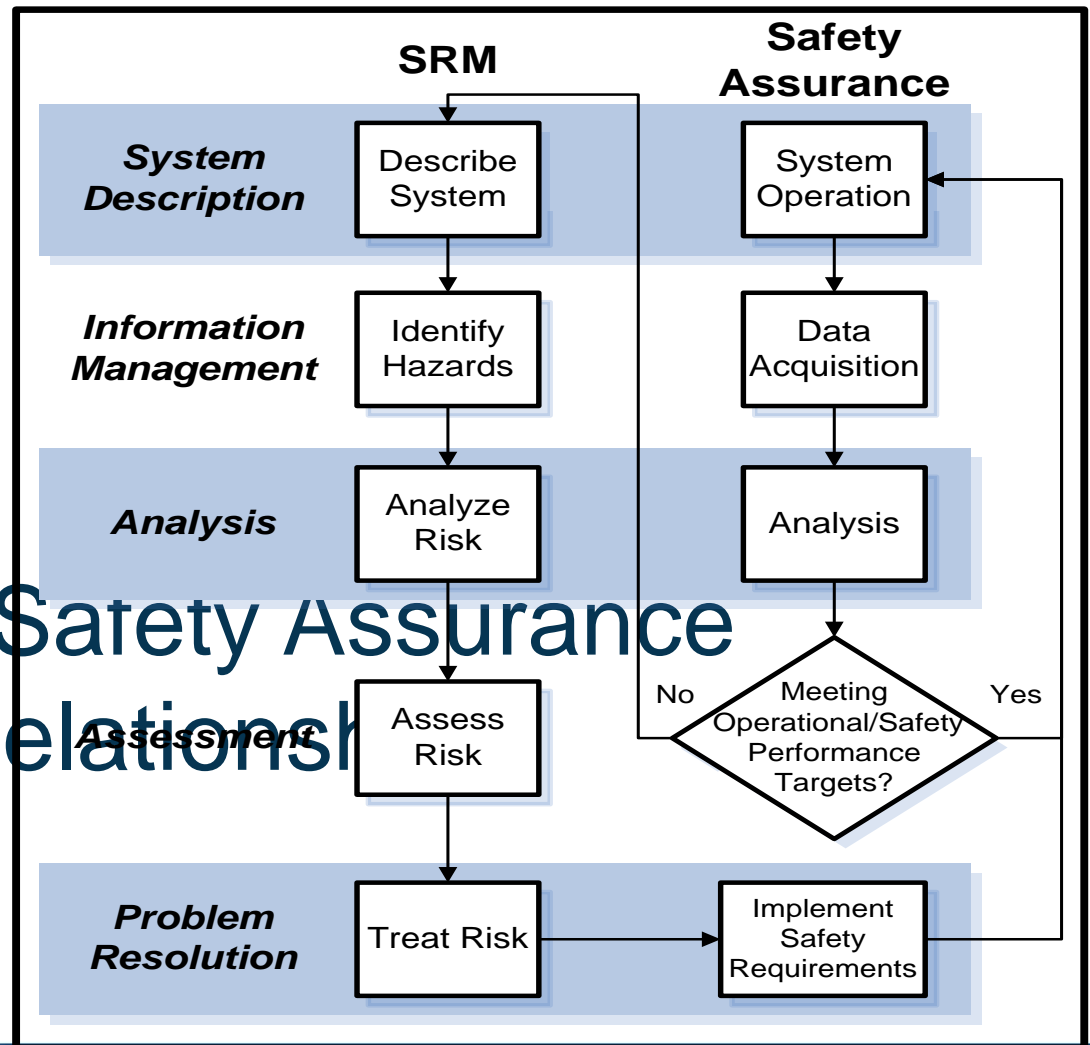 SRM
Safety
Assurance
System
Description
Describe
System
System
Operation
Information
Management
Identify
Hazards
Data
Acquisition
Analysis
Analyze
Risk
Analysis
Safety Assurance
No
Meeting
Operational/Safety
Performance
Targets?
Yes
Assessment
Assess
Risk
Problem
Resolution
Treat Risk
Implement
Safety
Requirements